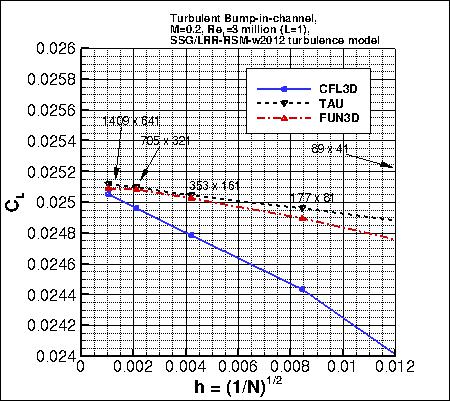 Turbulent Bump-in-channel,
M=0.2, Re_L=3 million (L=1),
SSG/LRR-RSM-w2012 turbulence model
0.026
0.0258
0.0256
0.0254
0.0252
0.025
0.0248
0.0246
0.0244
0.0242
0.024
C_L
CFL3D
TAU
FUN3D
1409 x 641
705 x 321
353 x 161
177 x 81
89 x 41
0 0.002 0.004 0.006 0.008 0.01 0.012
h = (1/N)^1/2